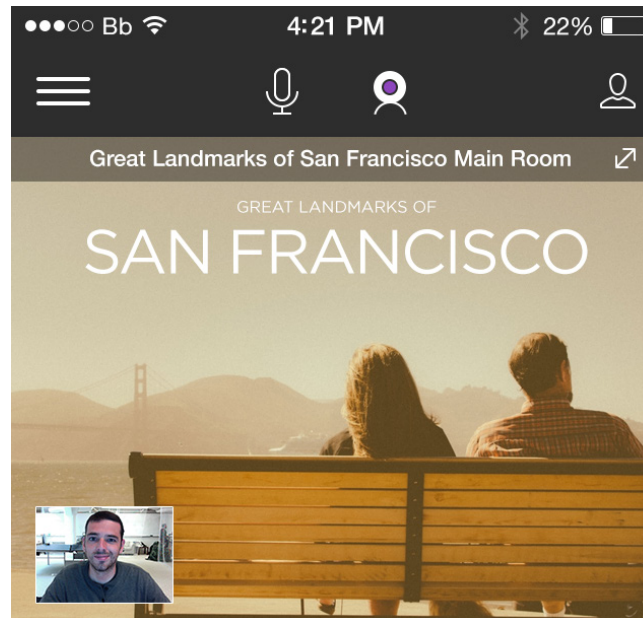 Bb 4:21 PM 22%
Great Landmarks of San Francisco Main Room
GREAT LANDMARKS OF
SAN FRANCISCO